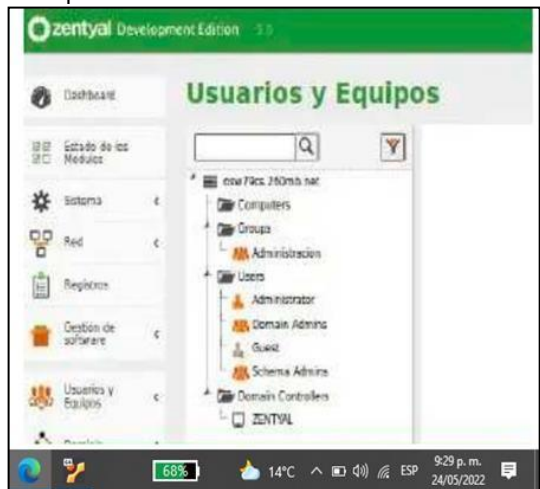 zentyal Development Edition
Dashboard
Usuarios y Equipos
Estado de los
Modulos
Sistema
Red
Registros
Gestión de
software
Usuarios y
Equipos
Computers
Groups
Administracion
Users
Administrator
Domain Admins
Guest
Schema Admins
Domain Controllers
ZENTYAL
68%
14°C
ESP
9:29 p. m.
24/05/2022